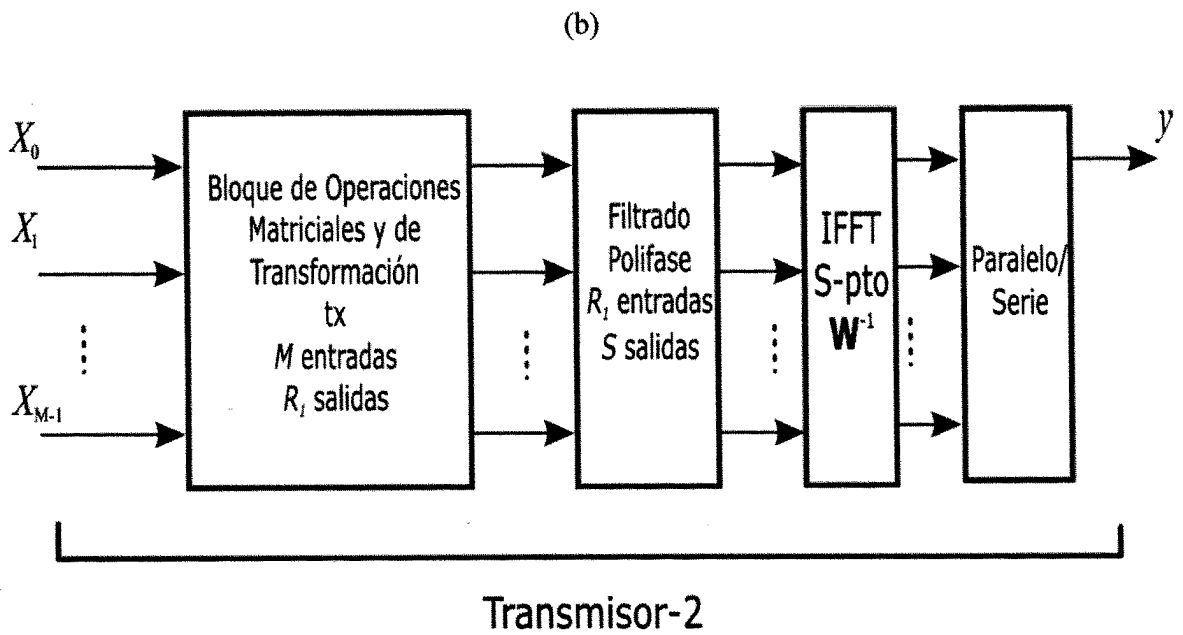 (b)
X₀
X₁
X_M-1
Bloque de Operaciones
Matriciales y de
Transformación
tx
M entradas
R₁ salidas
Filtrado
Polifase
R₁ entradas
S salidas
IFFT
S-pto
W⁻¹
Paralelo/
Serie
y
Transmisor-2